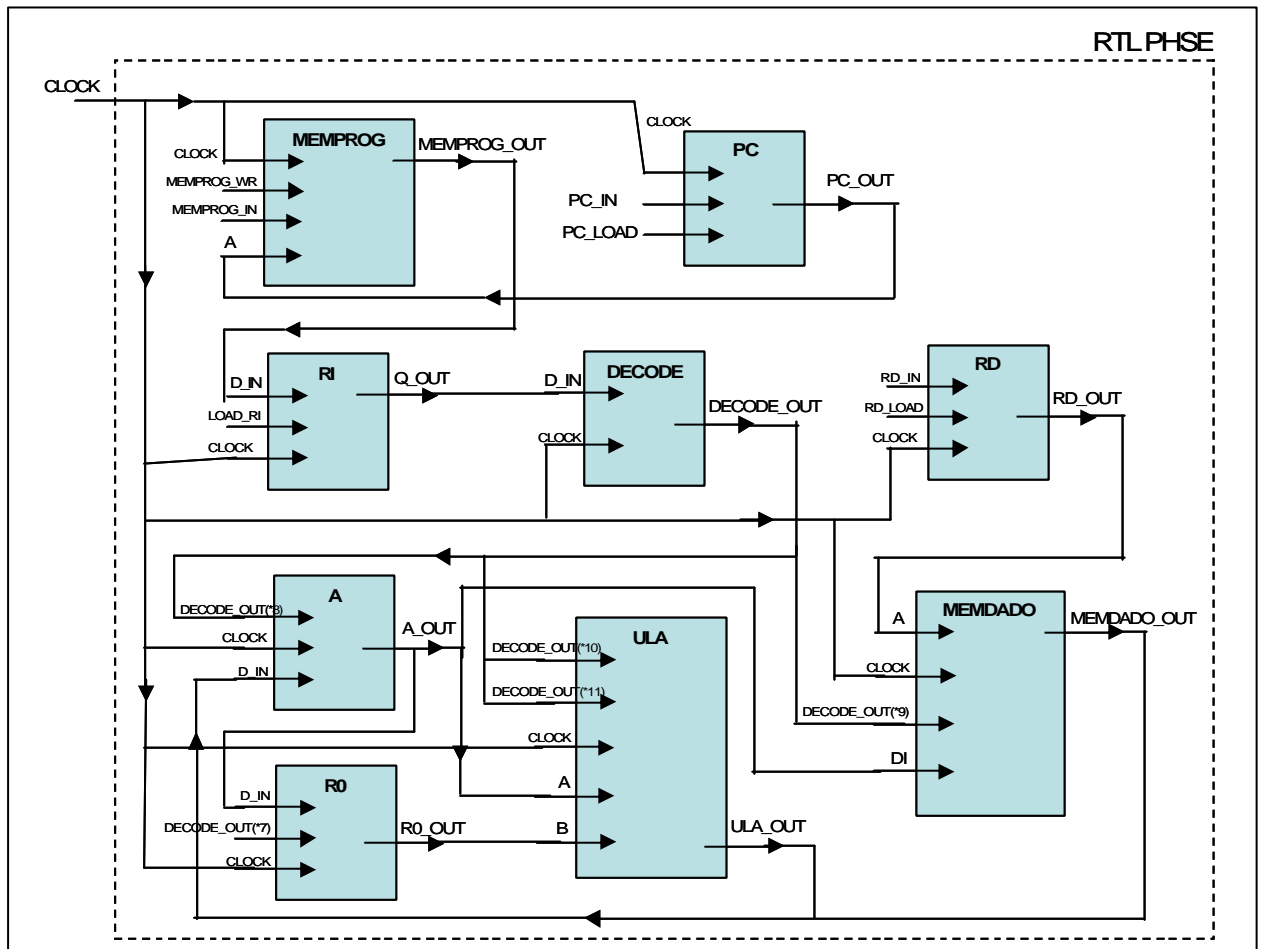 RTL PHSE
CLOCK
MEMPROG
CLOCK
MEMPROG_WR
MEMPROG_IN
A
MEMPROG_OUT
CLOCK
PC
PC_IN
PC_LOAD
PC_OUT
RI
D_IN
LOAD_RI
CLOCK
Q_OUT
DECODE
D_IN
CLOCK
DECODE_OUT
RD
RD_IN
RD_LOAD
CLOCK
RD_OUT
A
DECODE_OUT(*8)
CLOCK
D_IN
A_OUT
ULA
DECODE_OUT(*10)
DECODE_OUT(*11)
CLOCK
A
B
ULA_OUT
MEMDADO
A
CLOCK
DECODE_OUT(*9)
DI
MEMDADO_OUT
R0
D_IN
DECODE_OUT(*7)
CLOCK
R0_OUT